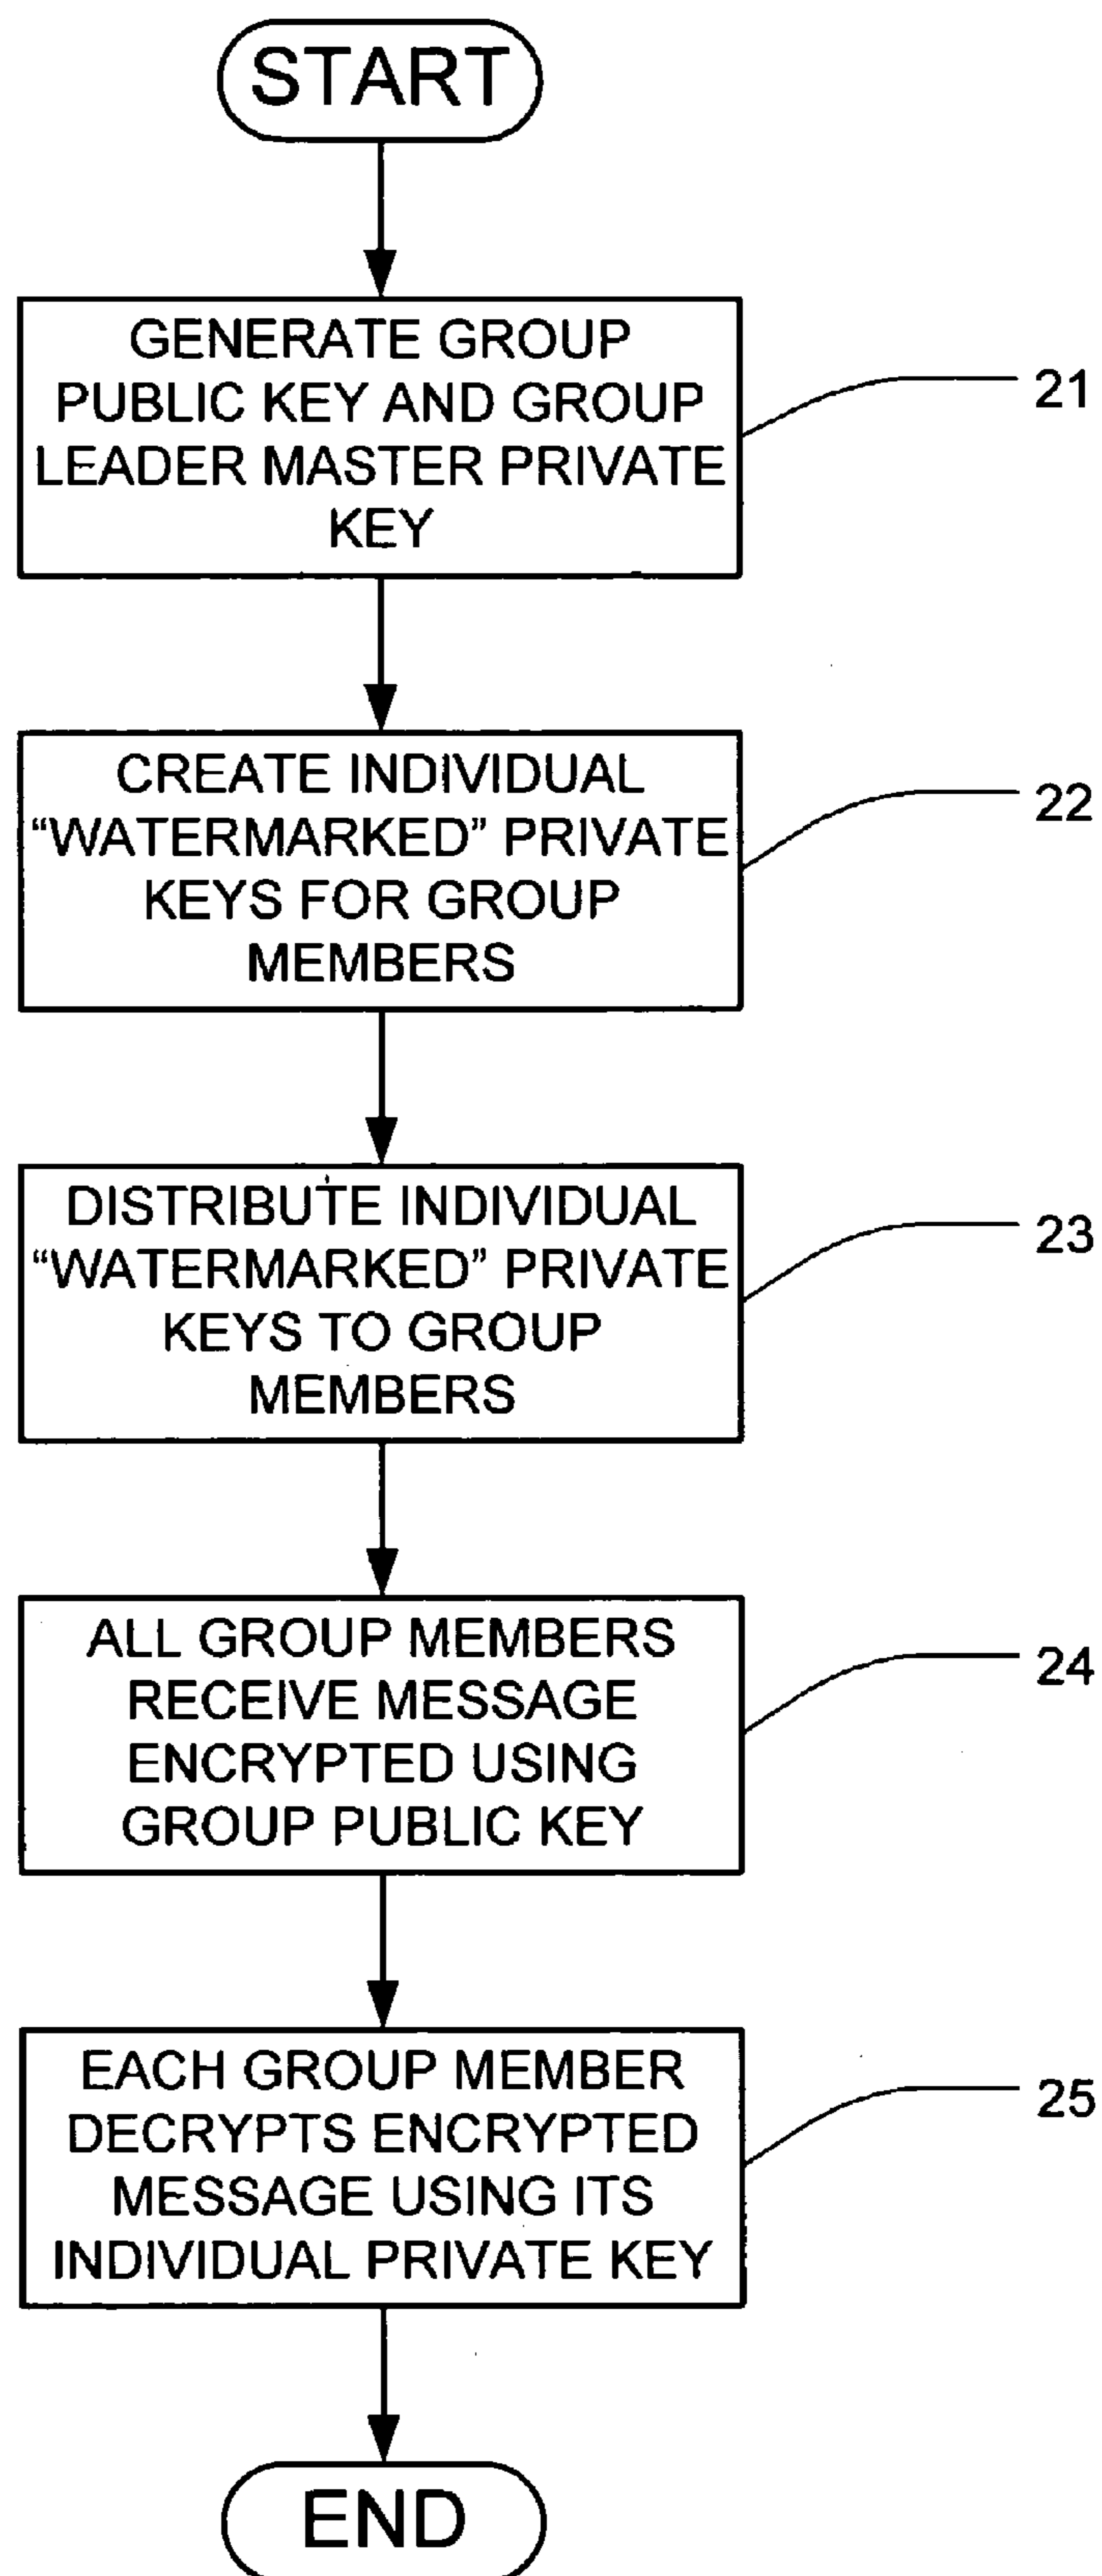 START
GENERATE GROUP
PUBLIC KEY AND GROUP
LEADER MASTER PRIVATE
KEY
21
CREATE INDIVIDUAL
“WATERMARKED” PRIVATE
KEYS FOR GROUP
MEMBERS
22
DISTRIBUTE INDIVIDUAL
“WATERMARKED” PRIVATE
KEYS TO GROUP
MEMBERS
23
ALL GROUP MEMBERS
RECEIVE MESSAGE
ENCRYPTED USING
GROUP PUBLIC KEY
24
EACH GROUP MEMBER
DECRYPTS ENCRYPTED
MESSAGE USING ITS
INDIVIDUAL PRIVATE KEY
25
END